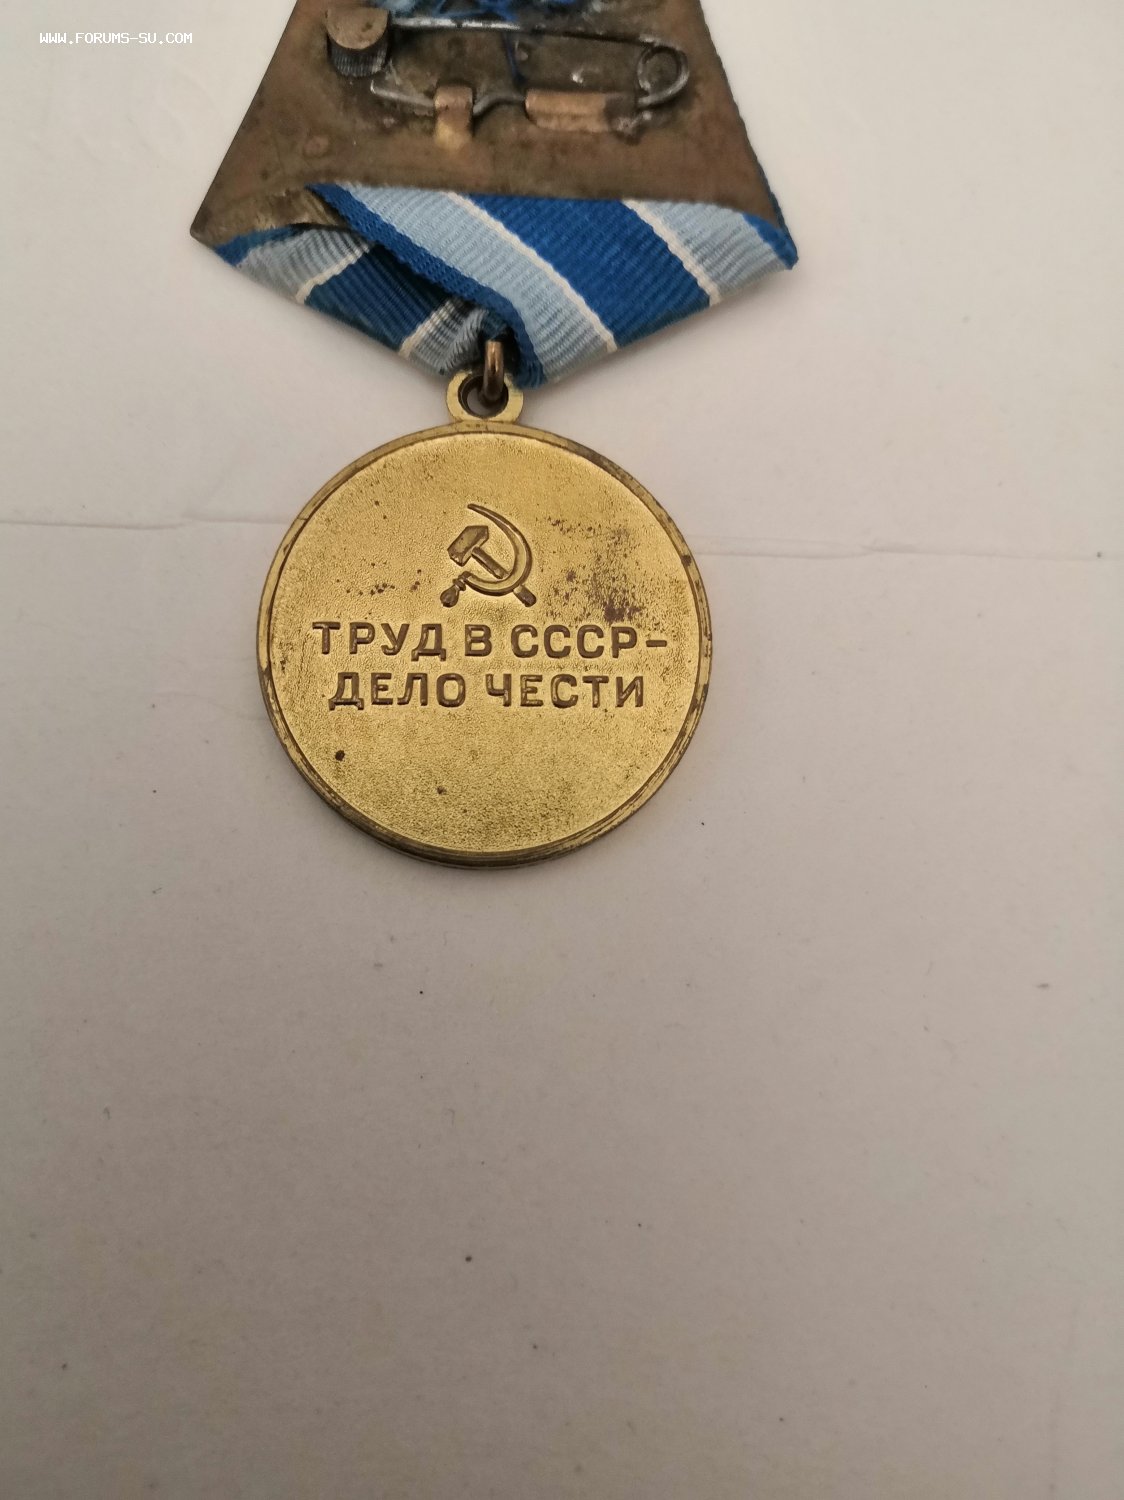 WWW.FORUMS-SU.COM
ТРУД В СССР-
ДЕЛО ЧЕСТИ